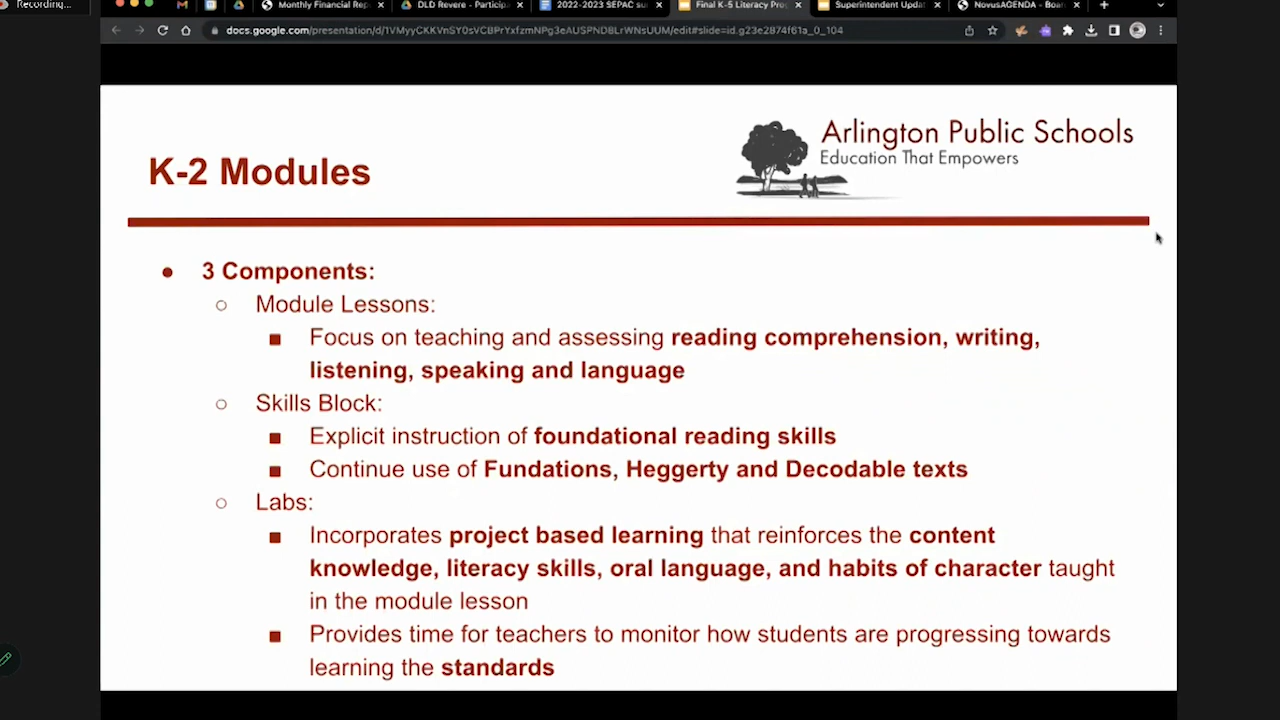 Recording...
Monthly Financial Rep
DLD Revere - Particip
2022-2023 SEPAC su
Final K-5 Literacy Pro
Superintendent Updat
NovusAGENDA - Boar
docs.google.com/presentation/d/1VMyyCKKVnSY0sVCBPrYxfzmNPg3eAUSPNDBLrWNsUUM/edit#slide=id.g23e2874f61a_0_104
Arlington Public Schools
Education That Empowers
K-2 Modules
3 Components:
Module Lessons:
Focus on teaching and assessing reading comprehension, writing,
listening, speaking and language
Skills Block:
Explicit instruction of foundational reading skills
Continue use of Fundations, Heggerty and Decodable texts
Labs:
Incorporates project based learning that reinforces the content
knowledge, literacy skills, oral language, and habits of character taught
in the module lesson
Provides time for teachers to monitor how students are progressing towards
learning the standards